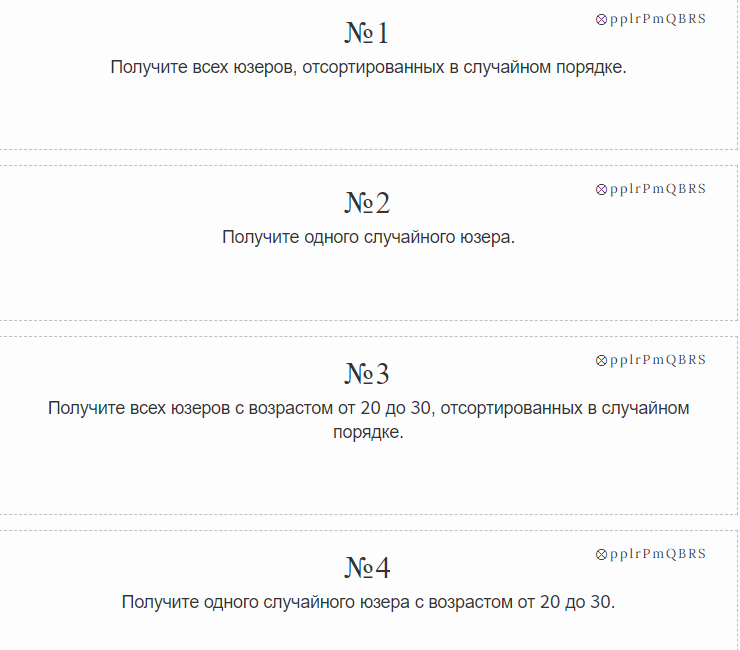 ⊗pplrPmQBRS
№1
Получите всех юзеров, отсортированных в случайном порядке.
⊗pplrPmQBRS
№2
Получите одного случайного юзера.
⊗pplrPmQBRS
№3
Получите всех юзеров с возрастом от 20 до 30, отсортированных в случайном
порядке.
⊗pplrPmQBRS
№4
Получите одного случайного юзера с возрастом от 20 до 30.